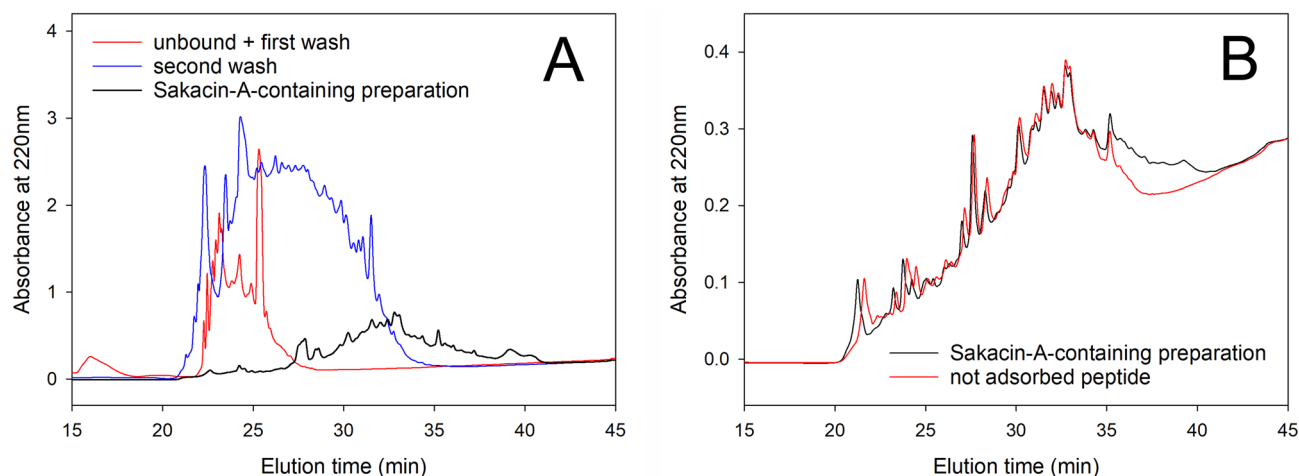 A
unbound + first wash
second wash
Sakacin-A-containing preparation
Absorbance at 220nm
4
3
2
1
0
15 20 25 30 35 40 45
Elution time (min)
B
Absorbance at 220nm
0.4
0.3
0.2
0.1
0.0
Sakacin-A-containing preparation
not adsorbed peptide
15 20 25 30 35 40 45
Elution time (min)